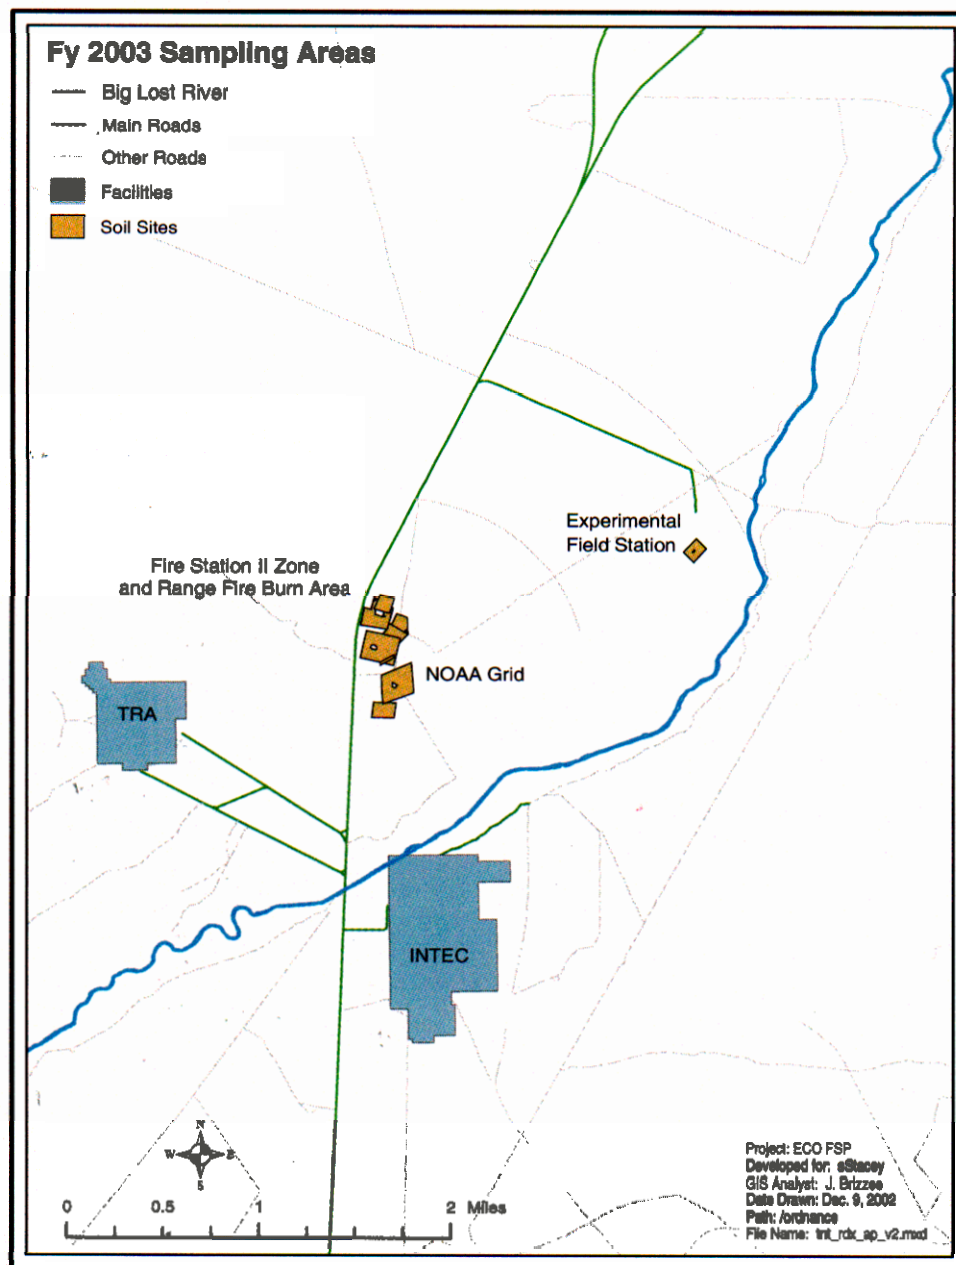 Fy 2003 Sampling Areas
Big Lost River
Main Roads
Other Roads
Facilities
Soil Sites
Experimental
Field Station
Fire Station II Zone
and Range Fire Burn Area
NOAA Grid
TRA
INTEC
N
W E
S
0 0.5 1 2 Miles
Project: ECO FSP
Developed for: sStacey
GIS Analyst: J. Brizzee
Date Drawn: Dec. 9, 2002
Path: /ordnance
File Name: tnt_rdx_ap_v2.mxd